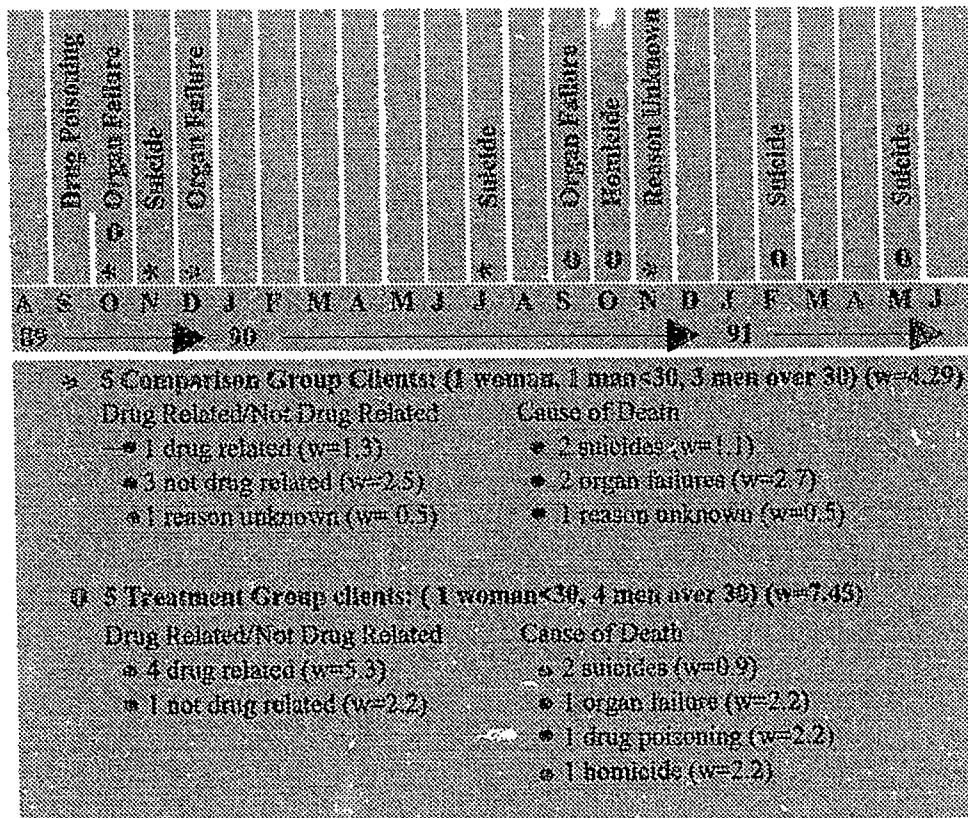 Drug Poisoning
Organ Failure
Suicide
Organ Failure
Suicide
Organ Failure
Homicide
Reason Unknown
Suicide
Suicide
A S O N D J F M A M J J A S O N D J F M A M J
89 90 91
5 Comparison Group Clients: (1 woman, 1 man<30, 3 men over 30) (w=4.29)
Drug Related/Not Drug Related Cause of Death
1 drug related (w=1.3) 2 suicides (w=1.1)
3 not drug related (w=2.5) 2 organ failures (w=2.7)
1 reason unknown (w= 0.5) 1 reason unknown (w=0.5)
5 Treatment Group clients: ( 1 woman<30, 4 men over 30) (w=7.45)
Drug Related/Not Drug Related Cause of Death
4 drug related (w=5.3) 2 suicides (w=0.9)
1 not drug related (w=2.2) 1 organ failure (w=2.2)
1 drug poisoning (w=2.2)
1 homicide (w=2.2)